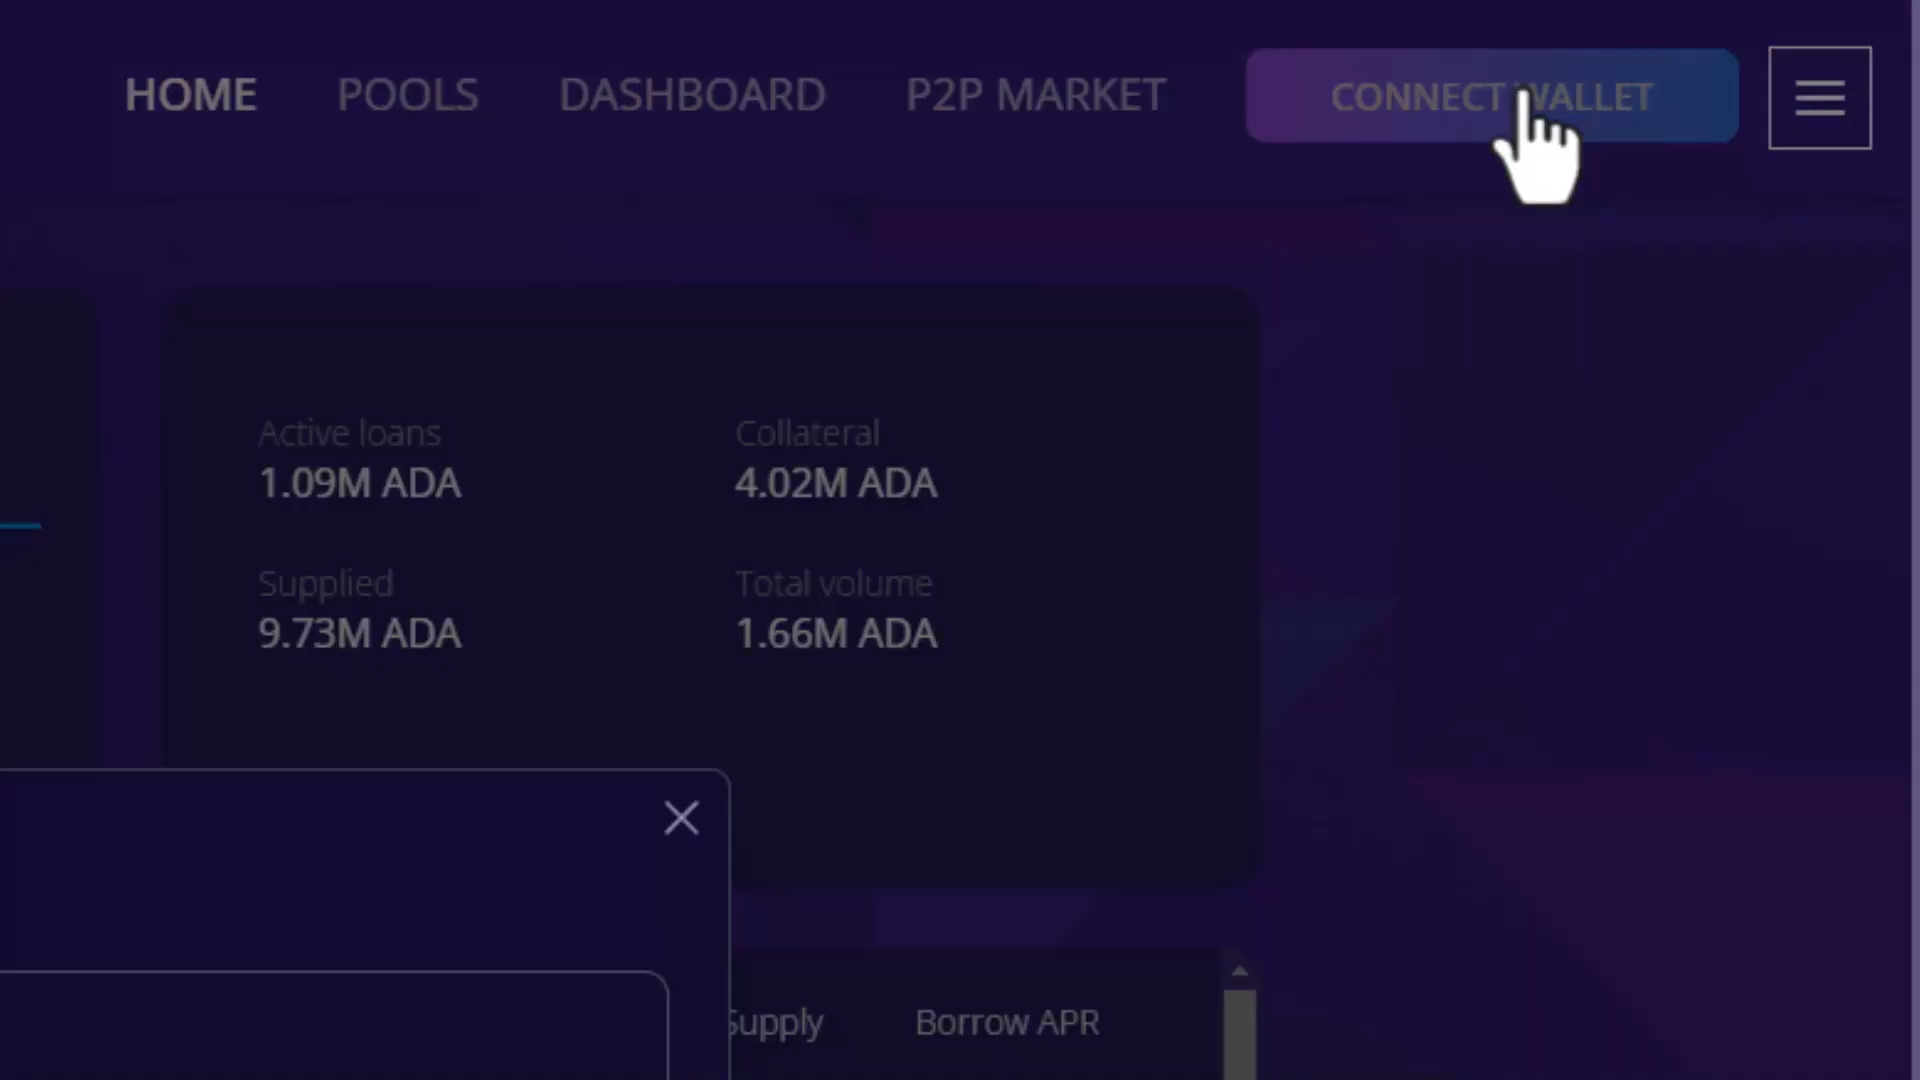 HOME POOLS DASHBOARD P2P MARKET CONNECT WALLET
Active loans Collateral
1.09M ADA 4.02M ADA
Supplied Total volume
9.73M ADA 1.66M ADA
Supply Borrow APR